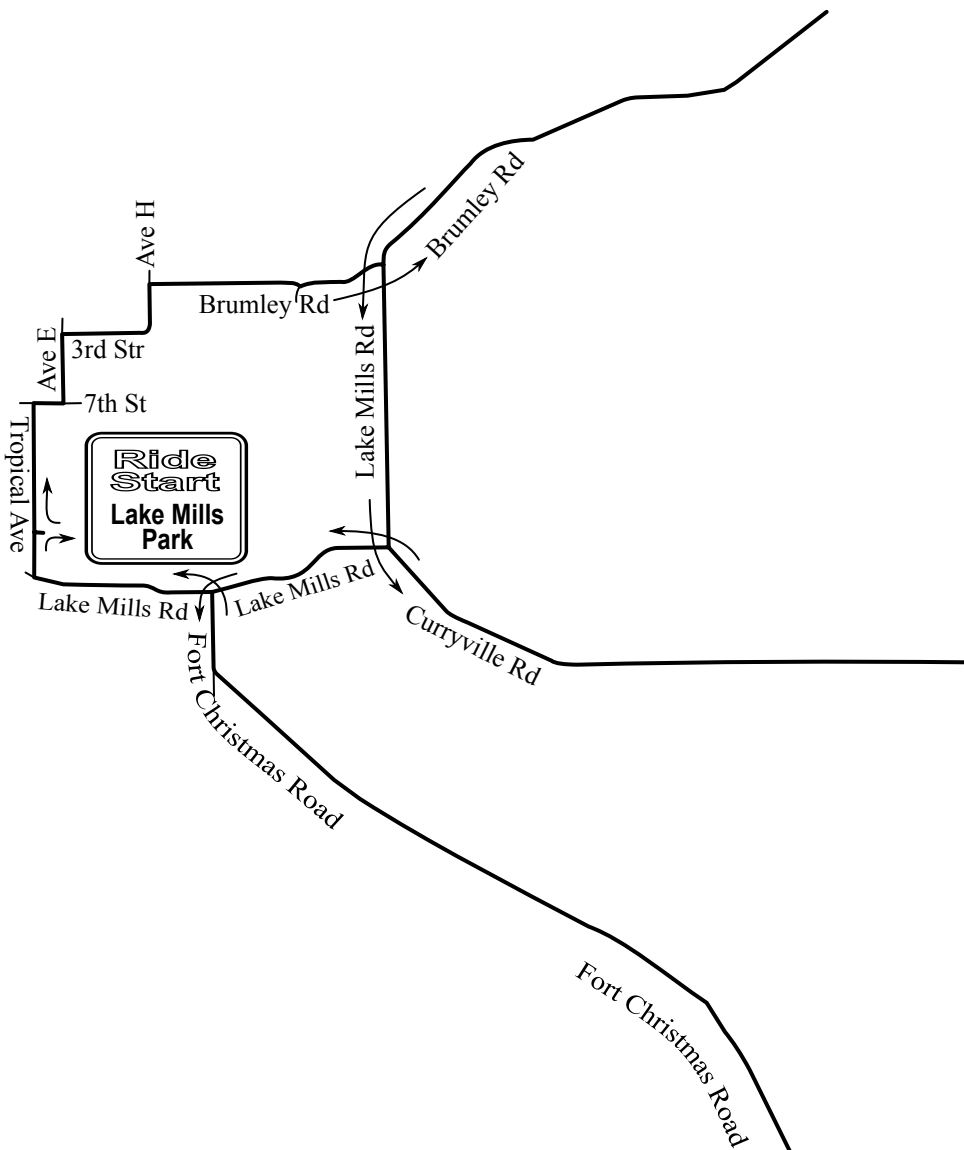 Brumley Rd
Ave H
Brumley Rd
Ave E
3rd Str
Lake Mills Rd
7th St
Tropical Ave
Ride
Start
Lake Mills
Park
Lake Mills Rd
Lake Mills Rd
Curryville Rd
Fort Christmas Road
Fort Christmas Road